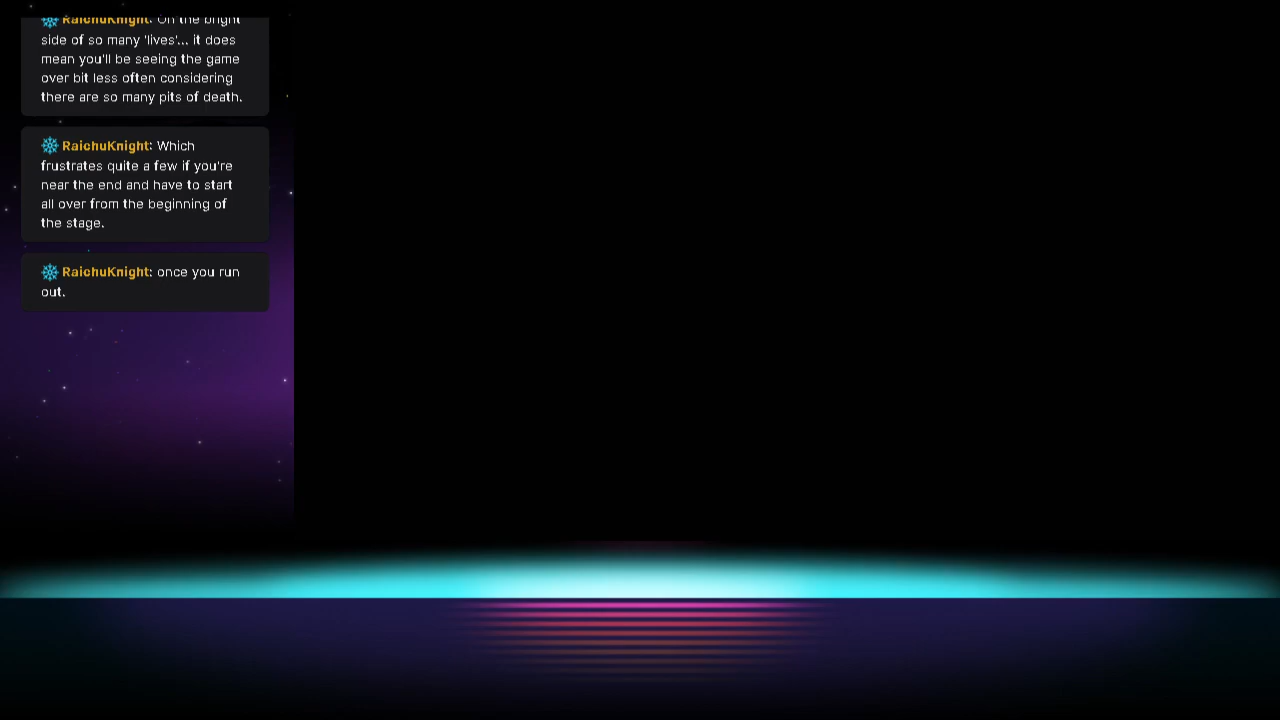 RaichuKnight: On the bright
side of so many 'lives'... it does
mean you'll be seeing the game
over bit less often considering
there are so many pits of death.
RaichuKnight: Which
frustrates quite a few if you're
near the end and have to start
all over from the beginning of
the stage.
RaichuKnight: once you run
out.